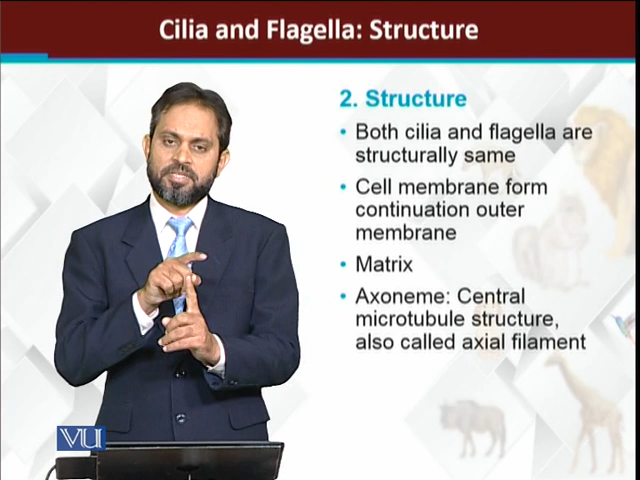 Cilia and Flagella: Structure
2. Structure
• Both cilia and flagella are
structurally same
• Cell membrane form
continuation outer
membrane
• Matrix
• Axoneme: Central
microtubule structure,
also called axial filament
VU